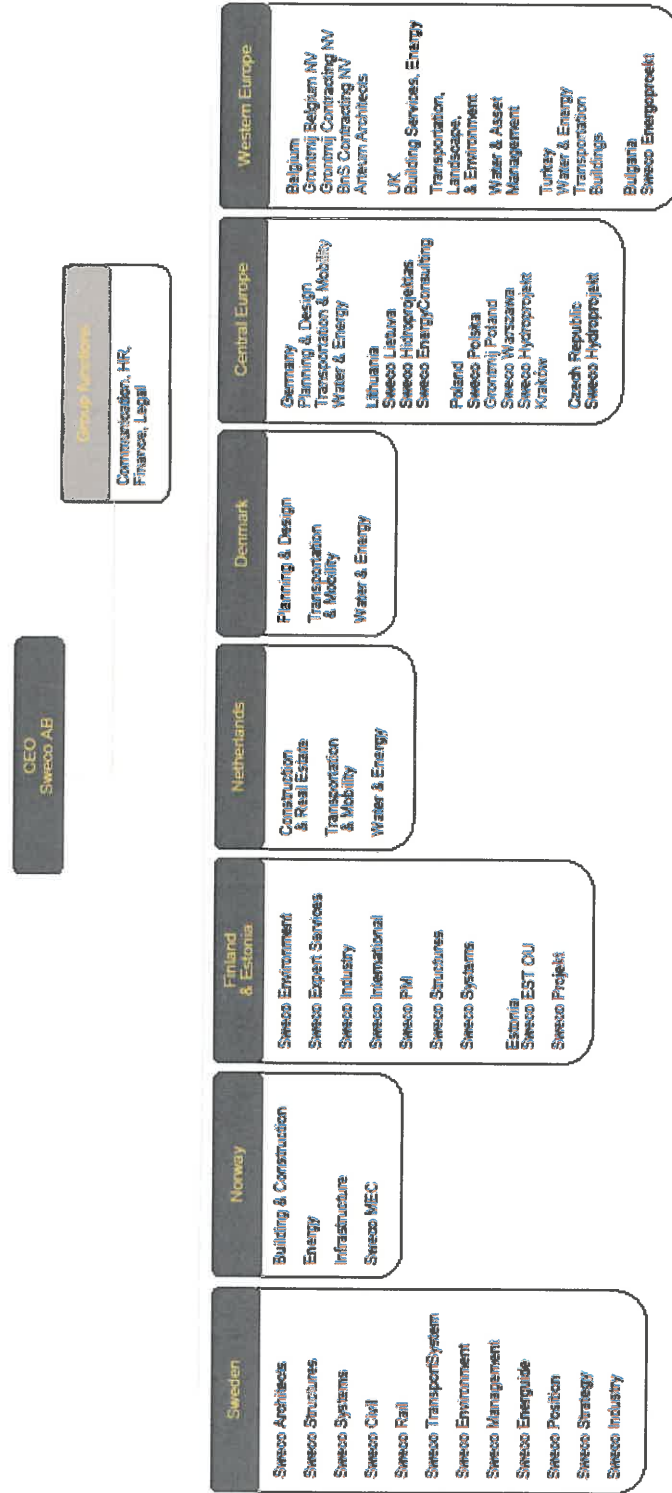 CEO
Sweco AB
Group functions
Communication, HR,
Finance, Legal
Sweden
Sweco Architects
Sweco Structures
Sweco Systems
Sweco Civil
Sweco Rail
Sweco TransportSystem
Sweco Environment
Sweco Management
Sweco Energuide
Sweco Position
Sweco Strategy
Sweco Industry
Norway
Building & Construction
Energy
Infrastructure
Sweco MEC
Finland
& Estonia
Sweco Environment
Sweco Expert Services
Sweco Industry
Sweco International
Sweco PM
Sweco Structures
Sweco Systems
Estonia
Sweco EST OU
Sweco Projekt
Netherlands
Construction
& Real Estate
Transportation
& Mobility
Water & Energy
Denmark
Planning & Design
Transportation
& Mobility
Water & Energy
Central Europe
Germany
Planning & Design
Transportation & Mobility
Water & Energy
Lithuania
Sweco Lietuva
Sweco Hidroprojektas
Sweco EnergyConsulting
Poland
Sweco Polska
Grontmij Poland
Sweco Warszawa
Sweco Hydroprojekt
Kraków
Czech Republic
Sweco Hydroprojekt
Western Europe
Belgium
Grontmij Belgium NV
Grontmij Contracting NV
BnS Contracting NV
Aneum Architects
UK
Building Services, Energy
Transportation,
Landscape,
& Environment
Water & Asset
Management
Turkey
Water & Energy
Transportation
Buildings
Bulgaria
Sweco Energoproekt